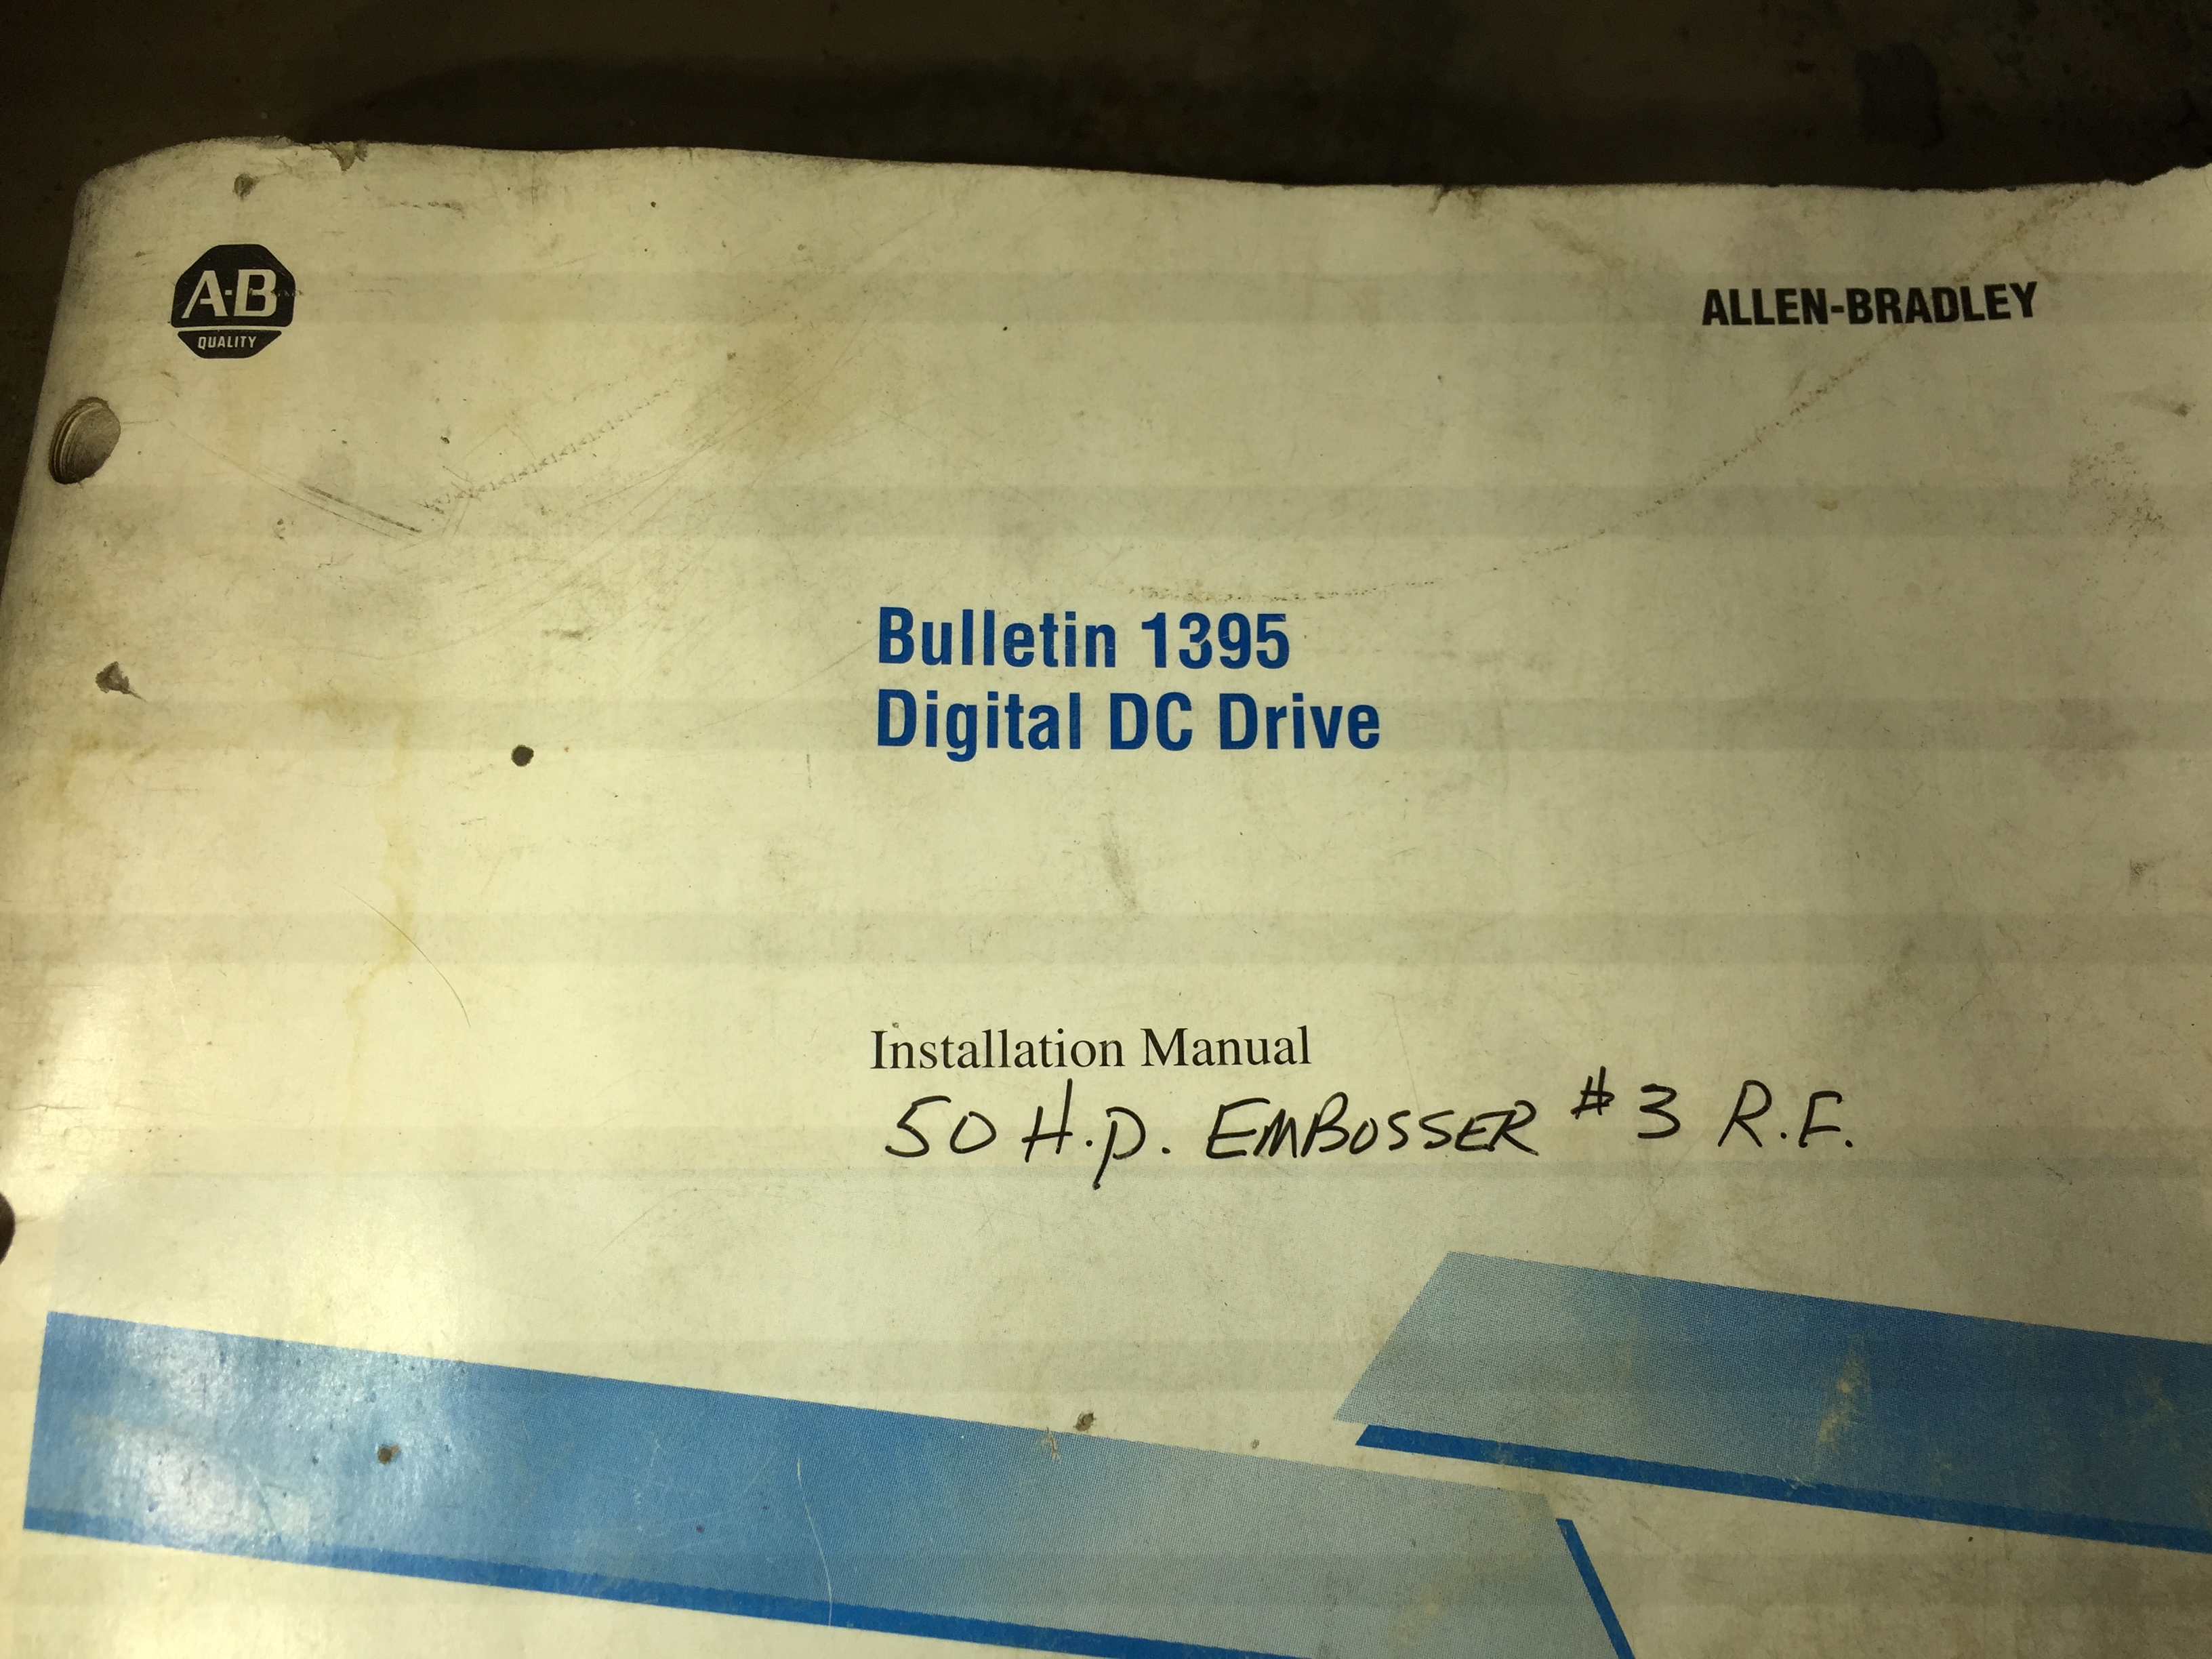 A-B
QUALITY
ALLEN-BRADLEY
Bulletin 1395
Digital DC Drive
Installation Manual
50 H.P. EMBOSSER #3 R.F.